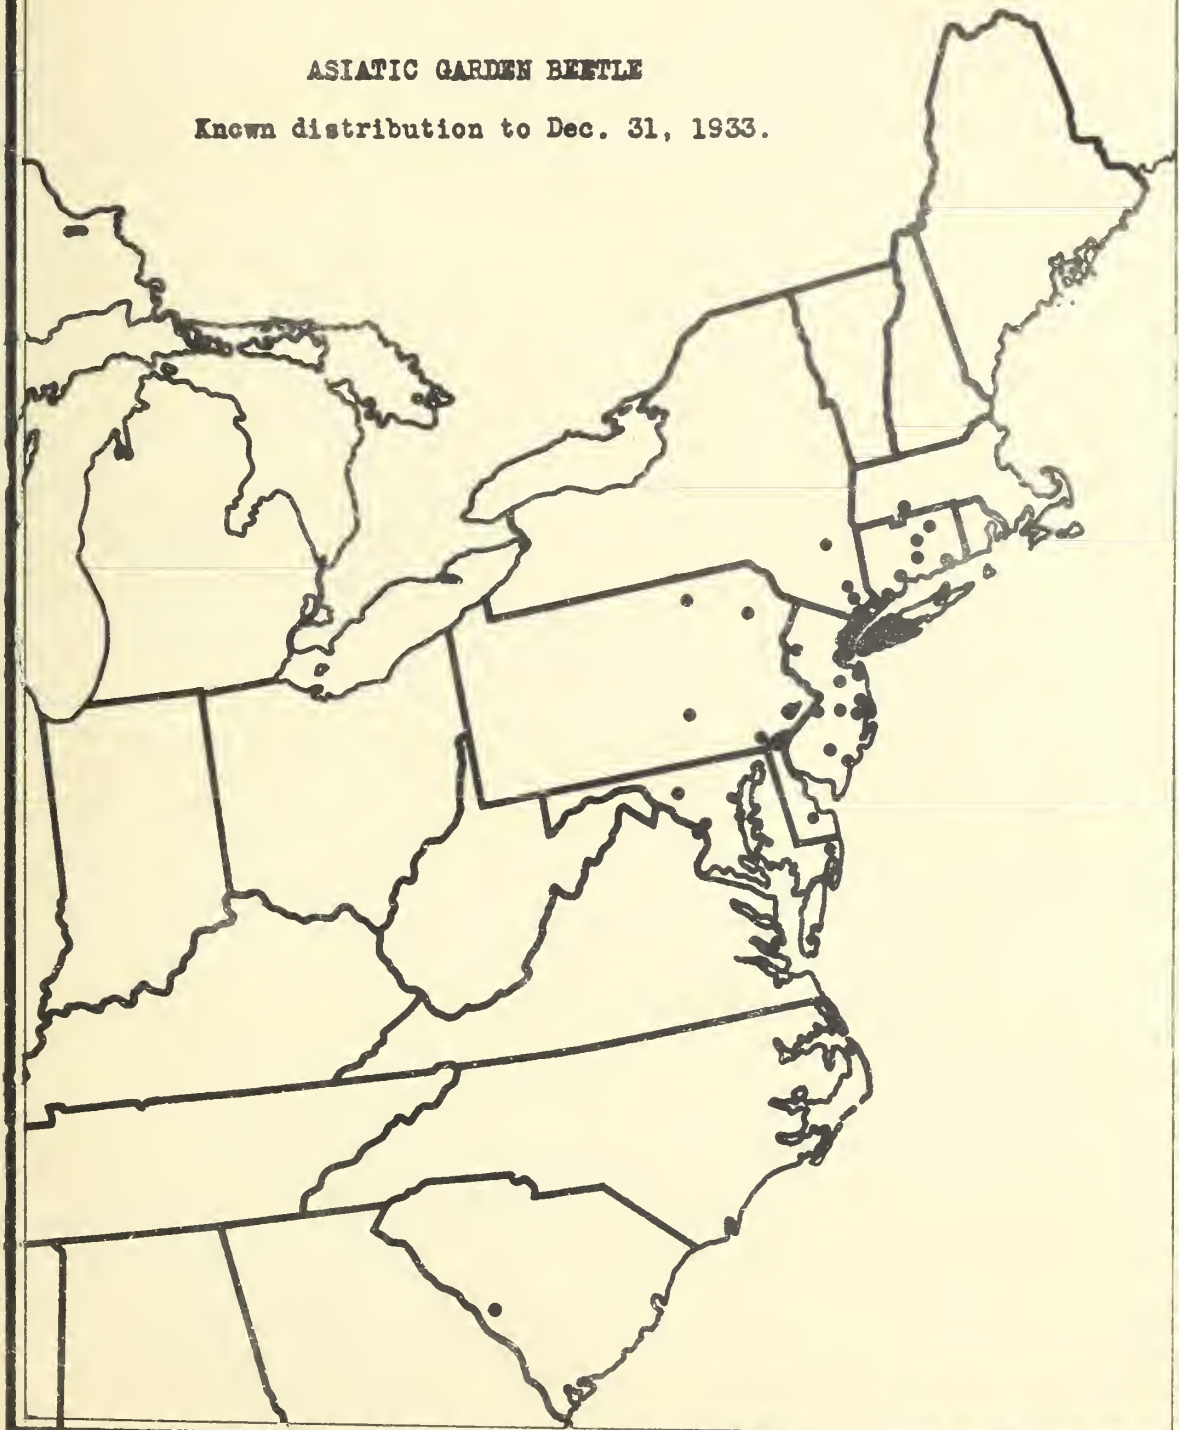 ASIATIC GARDEN BEETLE
Known distribution to Dec. 31, 1933.